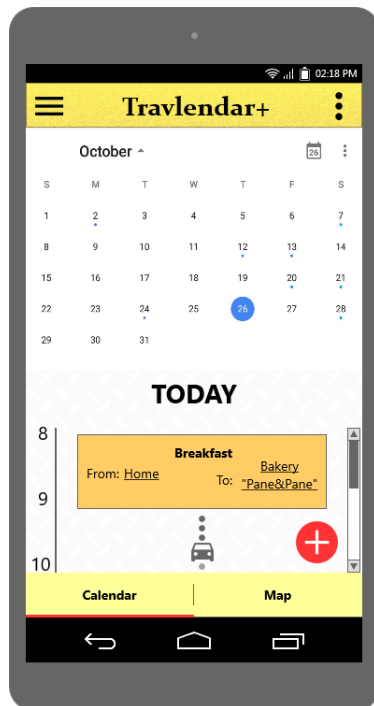 02:18 PM
Travlendar+
October
26
S M T W T F S
1 2 3 4 5 6 7
8 9 10 11 12 13 14
15 16 17 18 19 20 21
22 23 24 25 26 27 28
29 30 31
TODAY
8
Breakfast
From: Home
To: Bakery
"Pane&Pane"
9
10
Calendar
Map